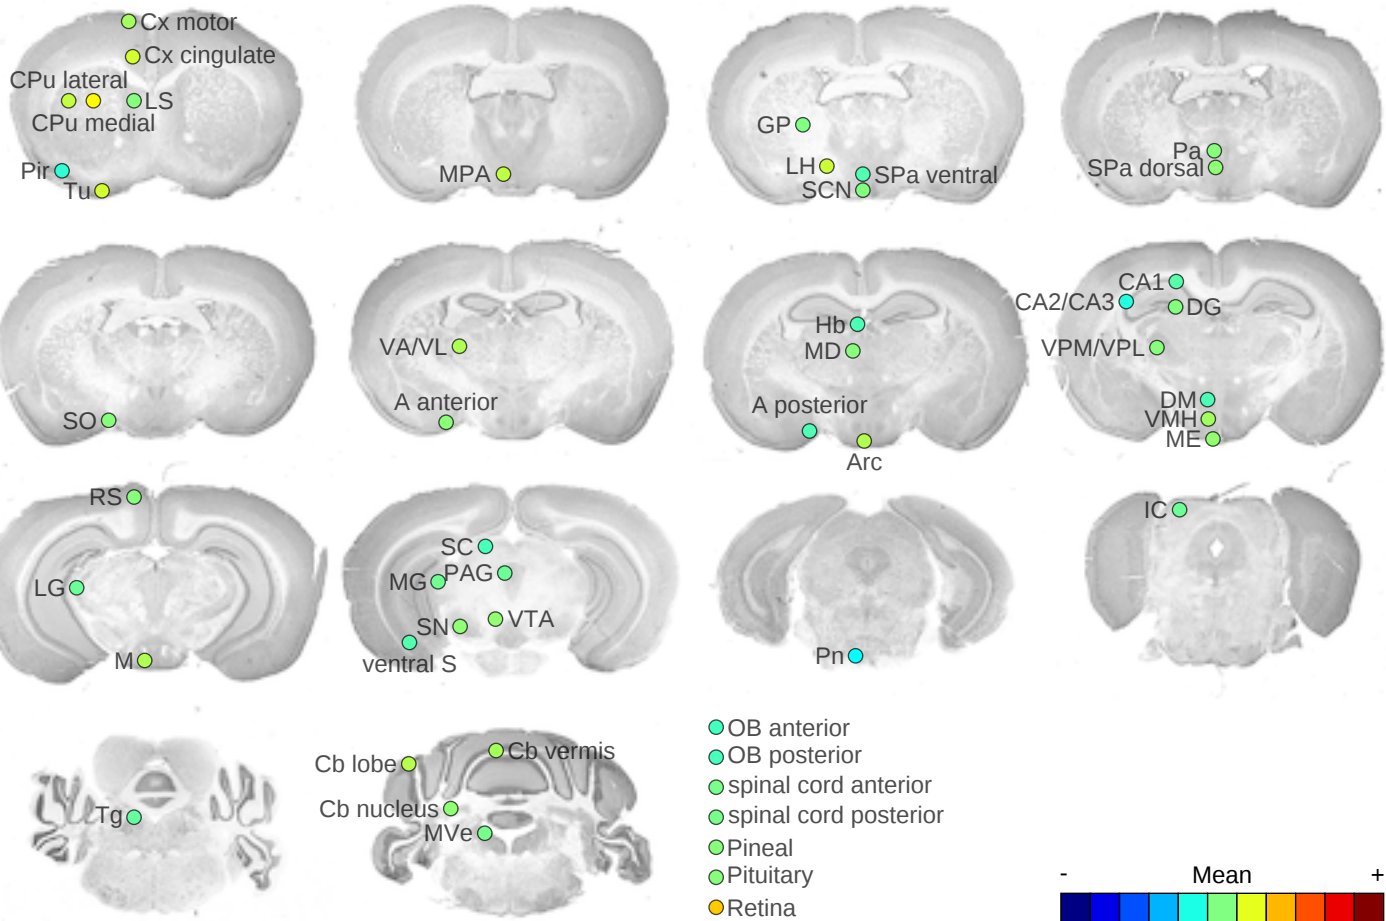 Cx motor
Cx cingulate
CPu lateral
LS
CPu medial
Pir
Tu
MPA
GP
LH
SPa ventral
SCN
Pa
SPa dorsal
SO
VA/VL
A anterior
Hb
MD
A posterior
Arc
CA1
CA2/CA3
DG
VPM/VPL
DM
VMH
ME
RS
LG
M
SC
PAG
MG
VTA
SN
ventral S
Pn
IC
Tg
Cb vermis
Cb lobe
Cb nucleus
MVe
OB anterior
OB posterior
spinal cord anterior
spinal cord posterior
Pineal
Pituitary
Retina
- Mean +